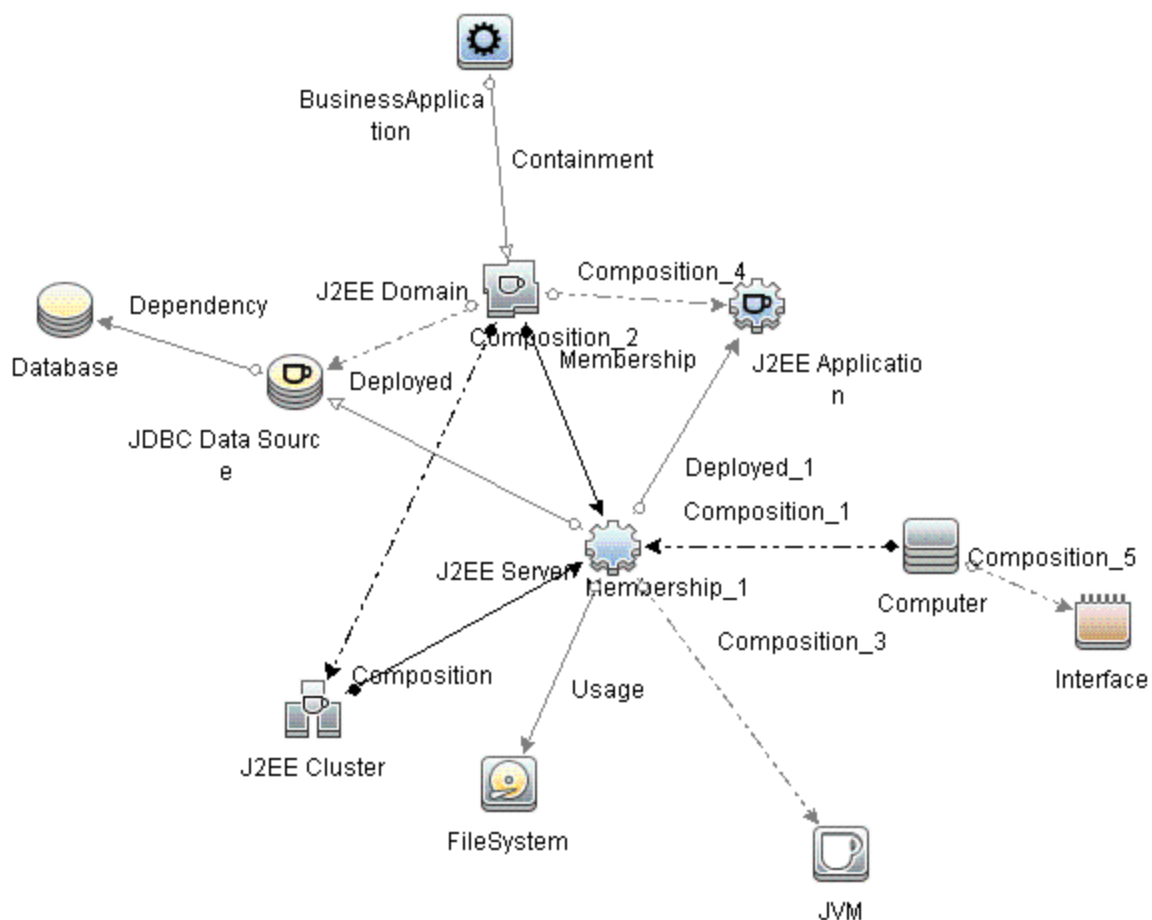 BusinessApplica
tion
Containment
Composition_4
J2EE Domain
Dependency
Composition_2
Membership
Database
Deployed
J2EE Applicatio
n
JDBC Data Sourc
e
Deployed_1
Composition_1
Composition_5
J2EE Server
Membership_1
Computer
Composition_3
Composition
Usage
Interface
J2EE Cluster
FileSystem
JVM